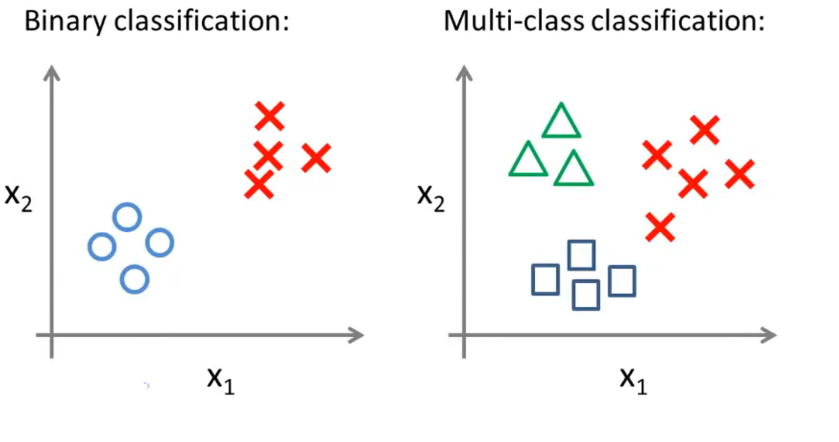 Binary classification:
x₂
x₁
Multi-class classification:
x₂
x₁